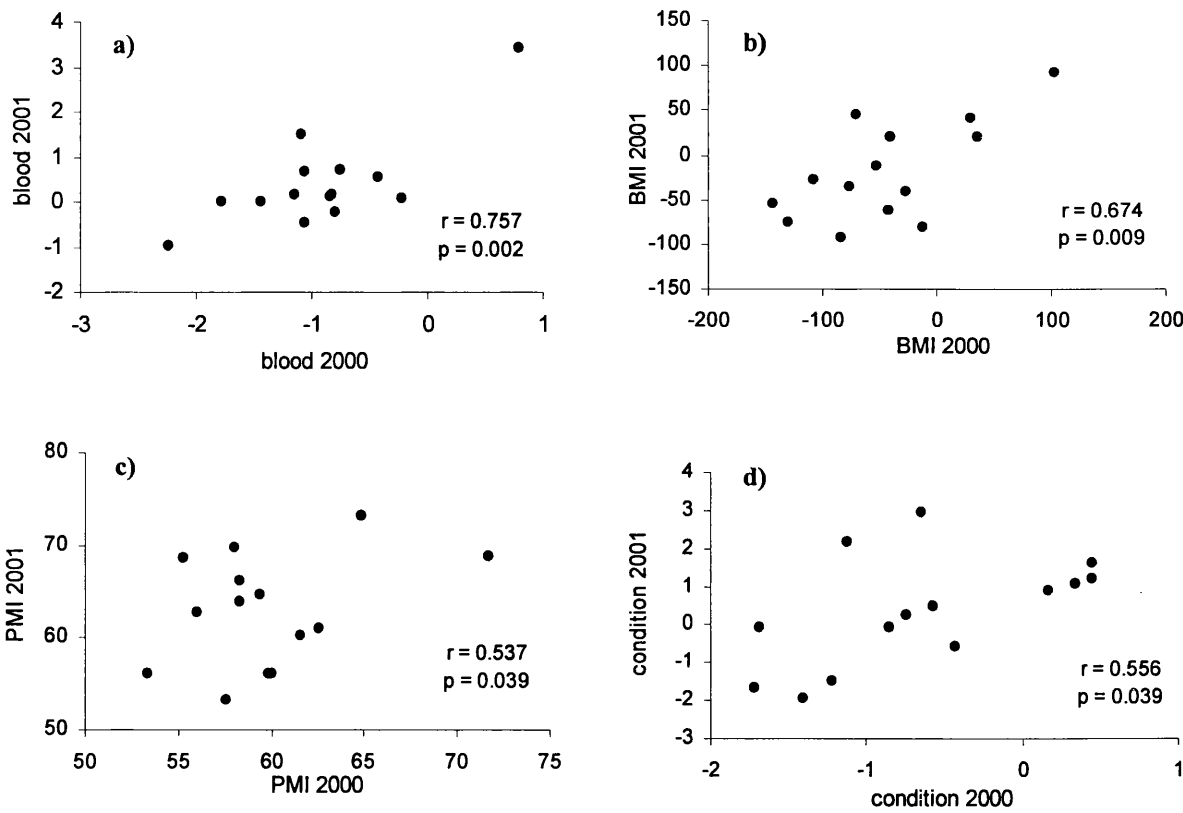 a)
4
3
2
1
0
-1
-2
blood 2001
-3
-2
-1
0
1
blood 2000
r = 0.757
p = 0.002
b)
150
100
50
0
-50
-100
-150
BMI 2001
-200
-100
0
100
200
BMI 2000
r = 0.674
p = 0.009
c)
80
70
60
50
PMI 2001
50
55
60
65
70
75
PMI 2000
r = 0.537
p = 0.039
d)
4
3
2
1
0
-1
-2
-3
condition 2001
-2
-1
0
1
condition 2000
r = 0.556
p = 0.039